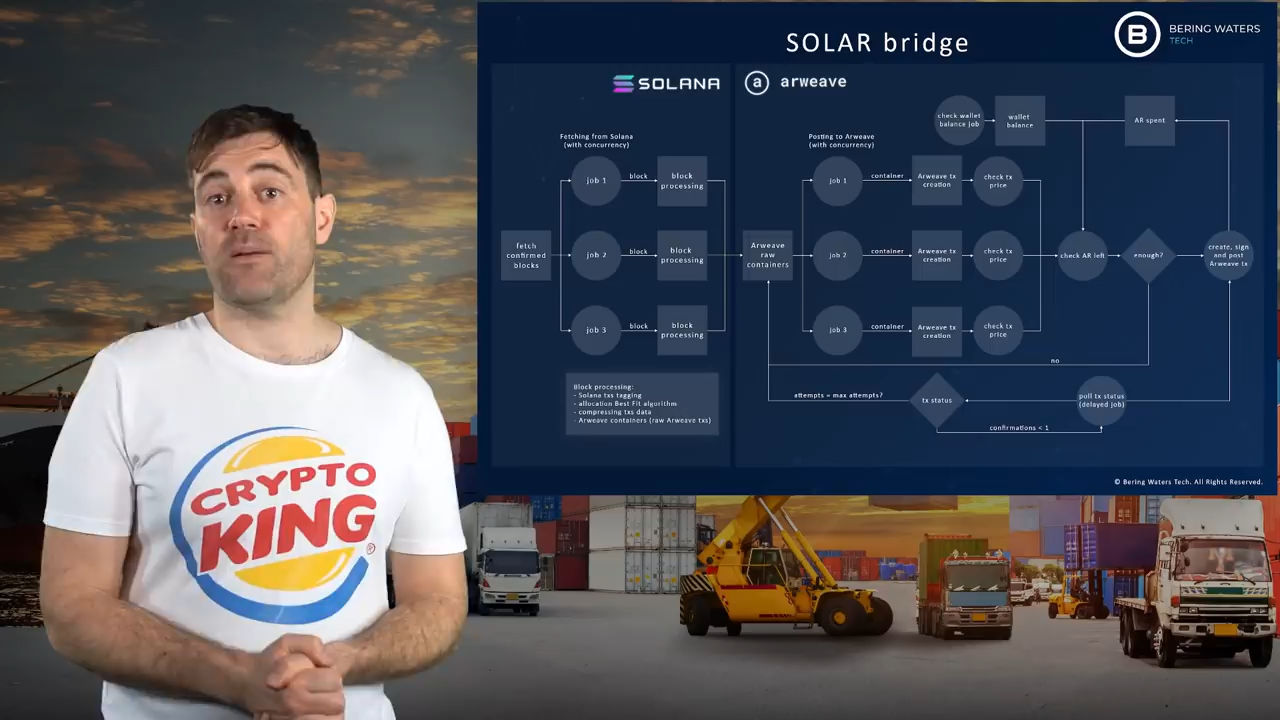 SOLAR bridge
B
BERING WATERS
TECH
SOLANA
a
arweave
Fetching from Solana
(with concurrency)
fetch
confirmed
blocks
job 1
block
block
processing
job 2
block
block
processing
job 3
block
block
processing
Block processing:
- Solana txs tagging
- allocation Best Fit algorithm
- compressing txs data
- Arweave containers (raw Arweave txs)
Posting to Arweave
(with concurrency)
Arweave
raw
containers
job 1
container
Arweave tx
creation
check tx
price
job 2
container
Arweave tx
creation
check tx
price
job 3
container
Arweave tx
creation
check tx
price
check wallet
balance job
wallet
balance
AR spent
check AR left
enough?
create, sign
and post
Arweave tx
no
attempts = max attempts?
tx status
poll tx status
(delayed job)
confirmations < 1
© Bering Waters Tech. All Rights Reserved.
CRYPTO
KING
®